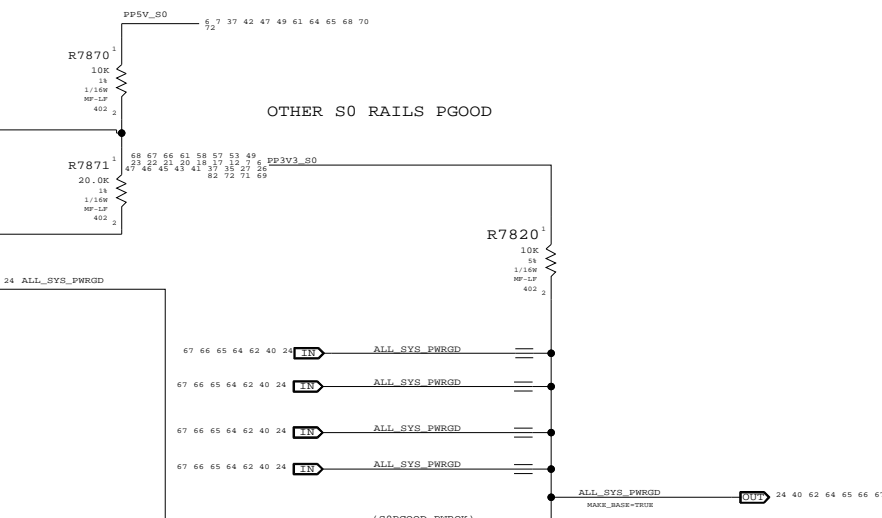 PP5V_S0
6 7 37 42 47 49 61 64 65 68 70
72
R7870
1
10K
1%
1/16W
MF-LF
402
2
OTHER S0 RAILS PGOOD
R7871
1
68 67 66 61 58 57 53 49
23 22 21 20 18 17 12 7 6
47 46 45 43 41 37 35 27 26
82 72 71 69
PP3V3_S0
20.0K
1%
1/16W
MF-LF
402
2
R7820
1
10K
5%
1/16W
MF-LF
402
2
24 ALL_SYS_PWRGD
67 66 65 64 62 40 24 IN ALL_SYS_PWRGD
67 66 65 64 62 40 24 IN ALL_SYS_PWRGD
67 66 65 64 62 40 24 IN ALL_SYS_PWRGD
67 66 65 64 62 40 24 IN ALL_SYS_PWRGD
ALL_SYS_PWRGD OUT 24 40 62 64 65 66 67
MAKE_BASE=TRUE